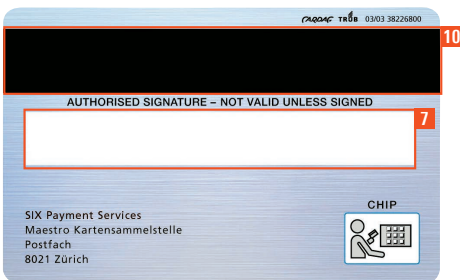 CARDAG TRÜB 03/03 38226800
10
AUTHORISED SIGNATURE – NOT VALID UNLESS SIGNED
7
CHIP
SIX Payment Services
Maestro Kartensammelstelle
Postfach
8021 Zürich